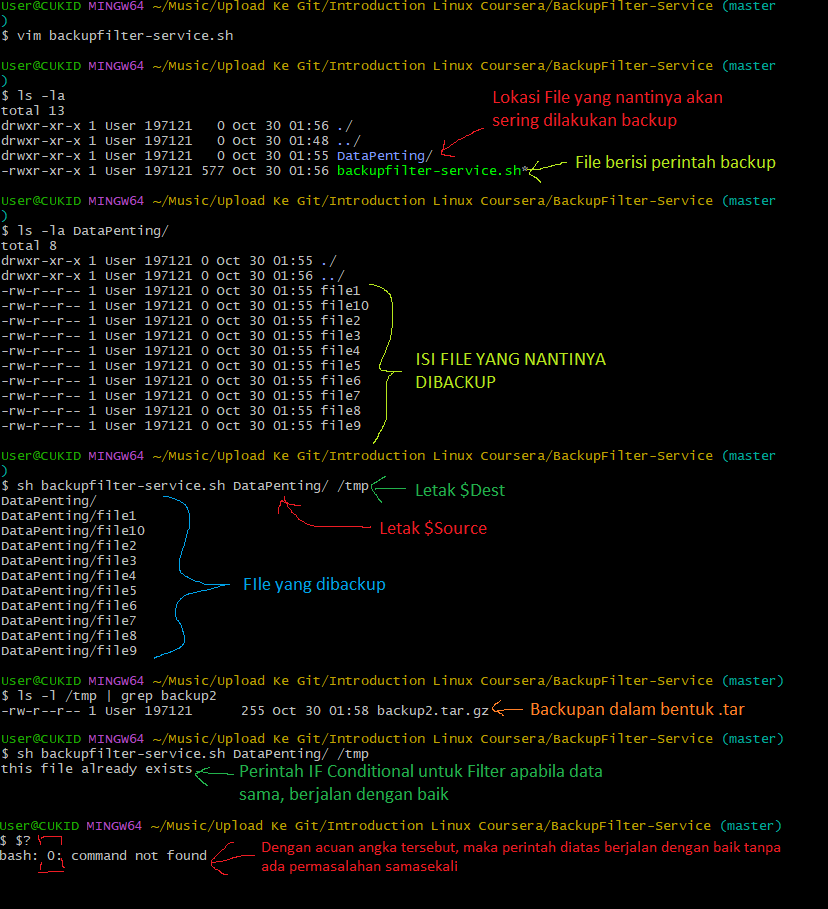 User@CUKID MINGW64 ~/Music/Upload Ke Git/Introduction Linux Coursera/BackupFilter-Service (master
)
$ vim backupfilter-service.sh
User@CUKID MINGW64 ~/Music/Upload Ke Git/Introduction Linux Coursera/BackupFilter-Service (master
)
$ ls -la
total 13
drwxr-xr-x 1 User 197121   0 Oct 30 01:56 ./
drwxr-xr-x 1 User 197121   0 Oct 30 01:48 ../
drwxr-xr-x 1 User 197121   0 Oct 30 01:55 DataPenting/
-rwxr-xr-x 1 User 197121 577 Oct 30 01:56 backupfilter-service.sh*
Lokasi File yang nantinya akan
sering dilakukan backup
File berisi perintah backup
User@CUKID MINGW64 ~/Music/Upload Ke Git/Introduction Linux Coursera/BackupFilter-Service (master
)
$ ls -la DataPenting/
total 8
drwxr-xr-x 1 User 197121 0 Oct 30 01:55 ./
drwxr-xr-x 1 User 197121 0 Oct 30 01:56 ../
-rw-r--r-- 1 User 197121 0 Oct 30 01:55 file1
-rw-r--r-- 1 User 197121 0 Oct 30 01:55 file10
-rw-r--r-- 1 User 197121 0 Oct 30 01:55 file2
-rw-r--r-- 1 User 197121 0 Oct 30 01:55 file3
-rw-r--r-- 1 User 197121 0 Oct 30 01:55 file4
-rw-r--r-- 1 User 197121 0 Oct 30 01:55 file5
-rw-r--r-- 1 User 197121 0 Oct 30 01:55 file6
-rw-r--r-- 1 User 197121 0 Oct 30 01:55 file7
-rw-r--r-- 1 User 197121 0 Oct 30 01:55 file8
-rw-r--r-- 1 User 197121 0 Oct 30 01:55 file9
ISI FILE YANG NANTINYA
DIBACKUP
User@CUKID MINGW64 ~/Music/Upload Ke Git/Introduction Linux Coursera/BackupFilter-Service (master
)
$ sh backupfilter-service.sh DataPenting/ /tmp
Letak $Dest
Letak $Source
DataPenting/
DataPenting/file1
DataPenting/file10
DataPenting/file2
DataPenting/file3
DataPenting/file4
DataPenting/file5
DataPenting/file6
DataPenting/file7
DataPenting/file8
DataPenting/file9
FIle yang dibackup
User@CUKID MINGW64 ~/Music/Upload Ke Git/Introduction Linux Coursera/BackupFilter-Service (master)
$ ls -l /tmp | grep backup2
-rw-r--r-- 1 User 197121      255 Oct 30 01:58 backup2.tar.gz
Backupan dalam bentuk .tar
User@CUKID MINGW64 ~/Music/Upload Ke Git/Introduction Linux Coursera/BackupFilter-Service (master)
$ sh backupfilter-service.sh DataPenting/ /tmp
this file already exists
Perintah IF Conditional untuk Filter apabila data
sama, berjalan dengan baik
User@CUKID MINGW64 ~/Music/Upload Ke Git/Introduction Linux Coursera/BackupFilter-Service (master)
$ $?
bash: 0: command not found
Dengan acuan angka tersebut, maka perintah diatas berjalan dengan baik tanpa
ada permasalahan samasekali